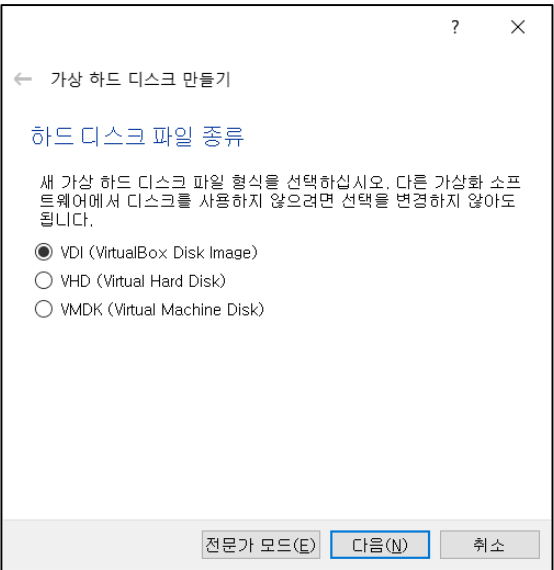 ?
← 가상 하드 디스크 만들기
하드 디스크 파일 종류
새 가상 하드 디스크 파일 형식을 선택하십시오. 다른 가상화 소프
트웨어에서 디스크를 사용하지 않으려면 선택을 변경하지 않아도
됩니다.
VDI (VirtualBox Disk Image)
VHD (Virtual Hard Disk)
VMDK (Virtual Machine Disk)
전문가 모드(E) 다음(N) 취소